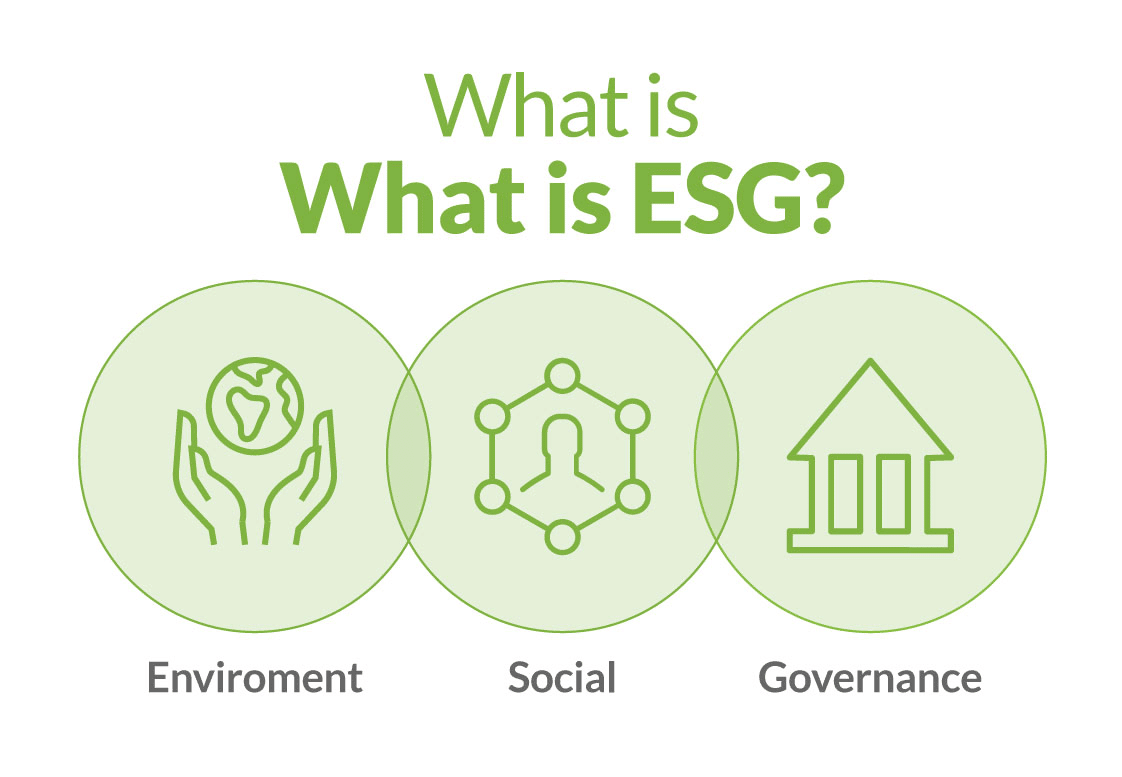 What is
What is ESG?
Enviroment
Social
Governance